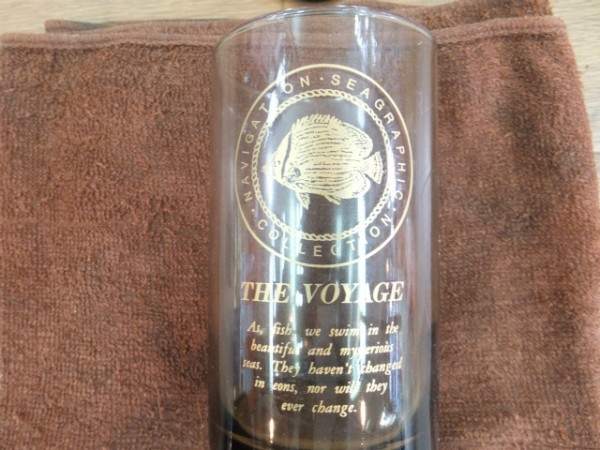 NAVIGATION · SEAGRAPHIC · COLLECTION ·
THE VOYAGE
As, fish, we swim in the
beautiful and mysterious
seas. They haven't changed
in eons, nor will they
ever change.